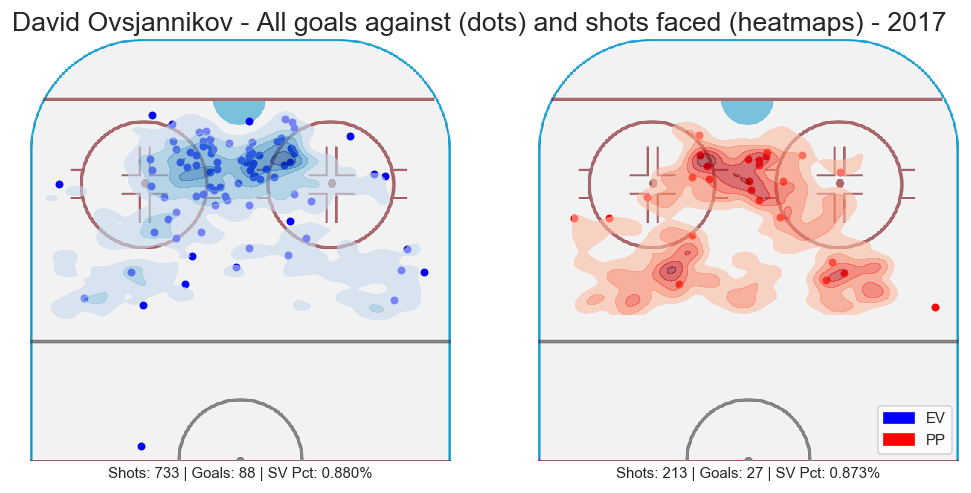 David Ovsjannikov - All goals against (dots) and shots faced (heatmaps) - 2017
EV
PP
Shots: 733 | Goals: 88 | SV Pct: 0.880%
Shots: 213 | Goals: 27 | SV Pct: 0.873%